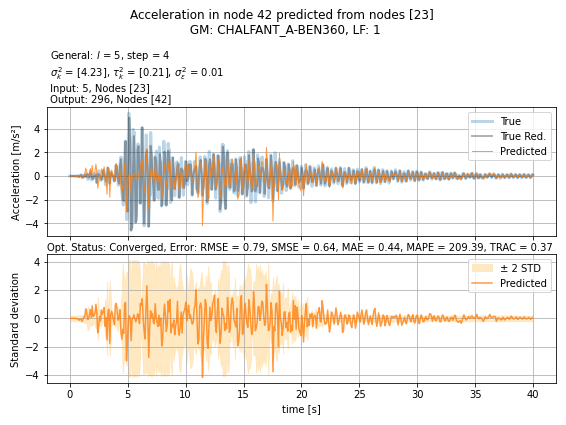 Acceleration in node 42 predicted from nodes [23]
GM: CHALFANT_A-BEN360, LF: 1
General: l = 5, step = 4
σ²ₖ = [4.23], τ²ₖ = [0.21], σ²ₑ = 0.01
Input: 5, Nodes [23]
Output: 296, Nodes [42]
Acceleration [m/s²]
4
2
0
−2
−4
True
True Red.
Predicted
Opt. Status: Converged, Error: RMSE = 0.79, SMSE = 0.64, MAE = 0.44, MAPE = 209.39, TRAC = 0.37
Standard deviation
4
2
0
−2
−4
± 2 STD
Predicted
0 5 10 15 20 25 30 35 40
time [s]